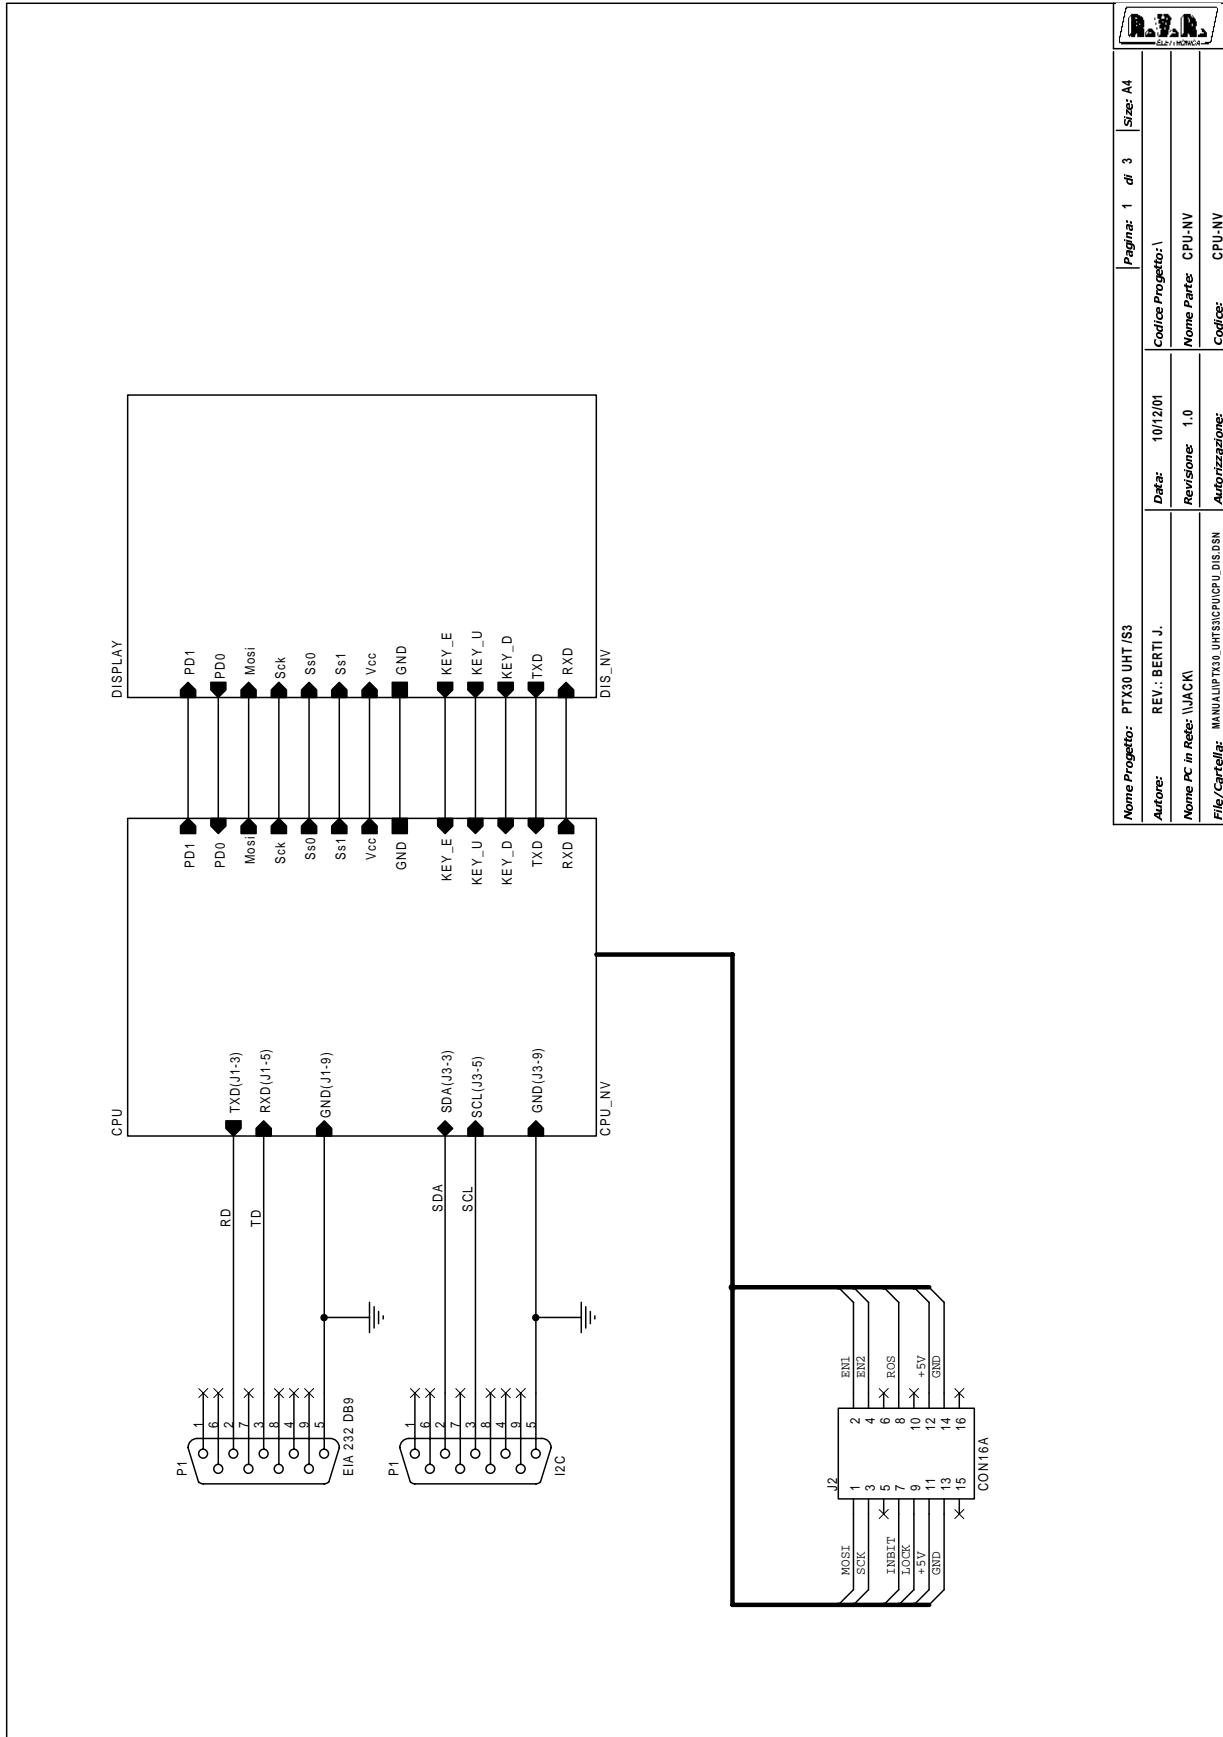 DISPLAY
PD1
PD0
Mosi
Sck
Ss0
Ss1
Vcc
GND
KEY_E
KEY_U
KEY_D
TXD
RXD
DIS_NV
CPU
PD1
PD0
Mosi
Sck
Ss0
Ss1
Vcc
GND
KEY_E
KEY_U
KEY_D
TXD
RXD
TXD(J1-3)
RXD(J1-5)
GND(J1-9)
SDA(J3-3)
SCL(J3-5)
GND(J3-9)
CPU_NV
RD
TD
SDA
SCL
P1
1
6
2
7
3
8
4
9
5
EIA 232 DB9
P1
1
6
2
7
3
8
4
9
5
I2C
J2
MOSI 1 2 EN1
SCK 3 4 EN2
5 6
INBIT 7 8 ROS
LOCK 9 10
+5V 11 12 +5V
GND 13 14 GND
15 16
CON16A
Nome Progetto: PTX30 UHT /S3 Pagina: 1 di 3 Size: A4
Autore: REV.: BERTI J. Data: 10/12/01 Codice Progetto: \
Nome PC in Rete: \\JACK\ Revisione: 1.0 Nome Parte: CPU-NV
File/Cartella: MANUALI\PTX30_UHTS3\CPU\CPU_DIS.DSN Autorizzazione: Codice: CPU-NV
R.V.R.
ELETTRONICA